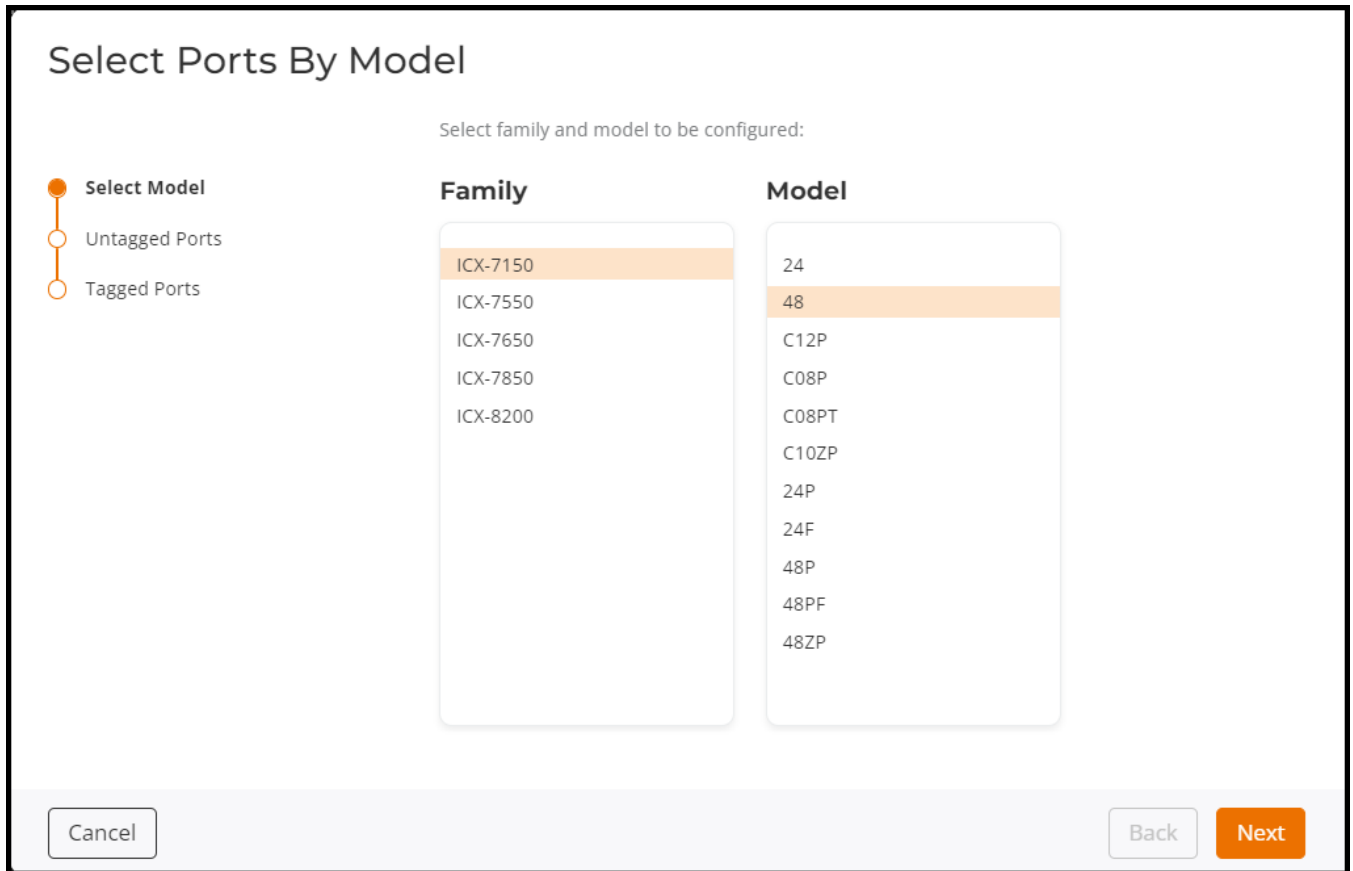 Select Ports By Model
Select family and model to be configured:
Select Model
Untagged Ports
Tagged Ports
Family
ICX-7150
ICX-7550
ICX-7650
ICX-7850
ICX-8200
Model
24
48
C12P
C08P
C08PT
C10ZP
24P
24F
48P
48PF
48ZP
Cancel
Back
Next